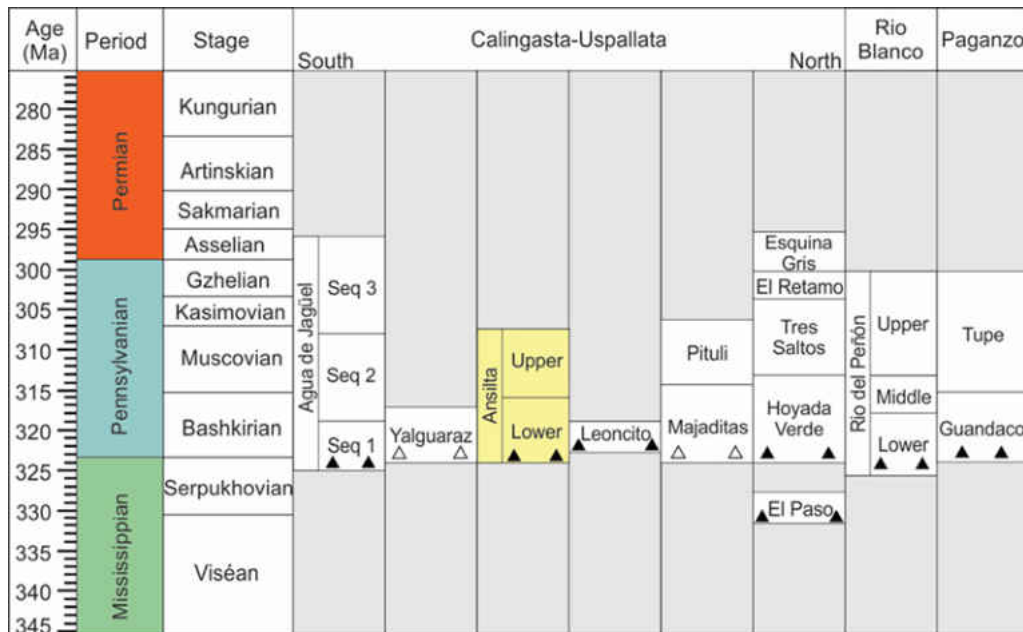 Age
(Ma)
Period
Stage
Calingasta-Uspallata
South
North
Rio
Blanco
Paganzo
280
285
290
295
300
305
310
315
320
325
330
335
340
345
Permian
Pennsylvanian
Mississippian
Kungurian
Artinskian
Sakmarian
Asselian
Gzhelian
Kasimovian
Muscovian
Bashkirian
Serpukhovian
Viséan
Agua de Jagüel
Seq 3
Seq 2
Seq 1
Yalguaraz
Ansilta
Upper
Lower
Leoncito
Pituli
Majaditas
Esquina
Gris
El Retamo
Tres
Saltos
Hoyada
Verde
El Paso
Rio del Peñón
Upper
Middle
Lower
Tupe
Guandacol